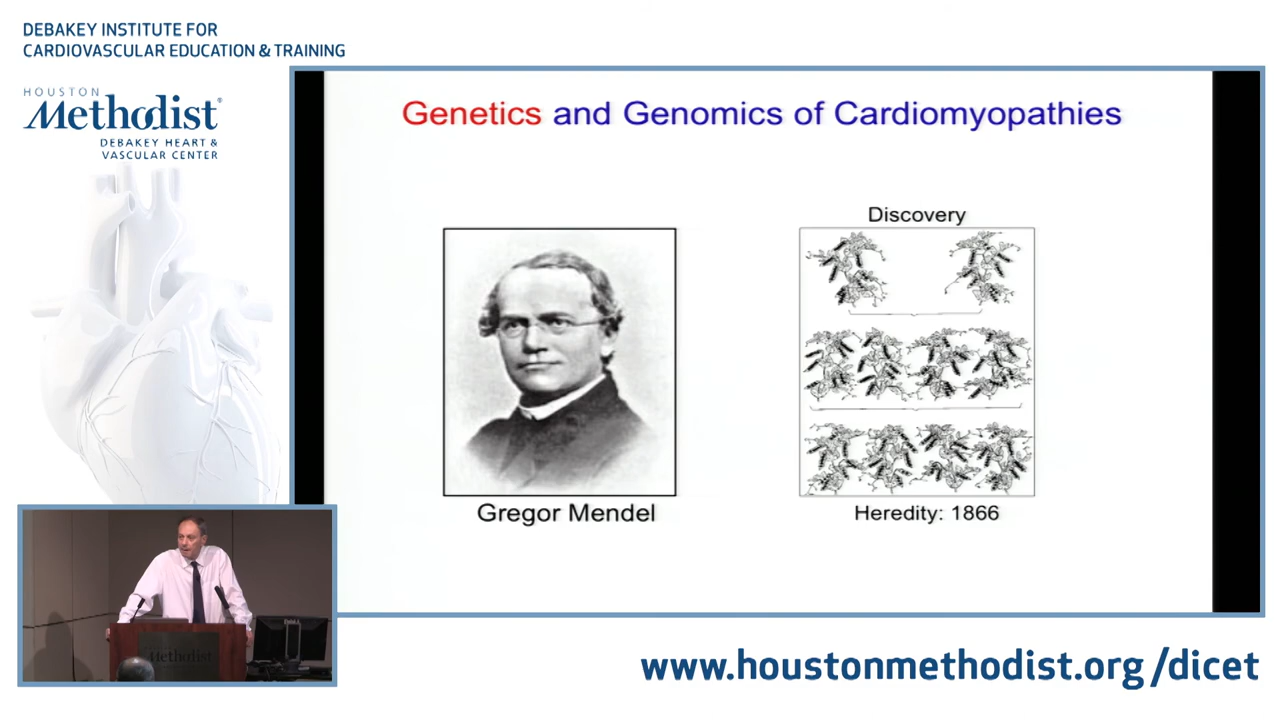 DEBAKEY INSTITUTE FOR
CARDIOVASCULAR EDUCATION & TRAINING
HOUSTON
Methodist®
DEBAKEY HEART &
VASCULAR CENTER
Genetics and Genomics of Cardiomyopathies
Discovery
Gregor Mendel
Heredity: 1866
Methodist
www.houstonmethodist.org/dicet